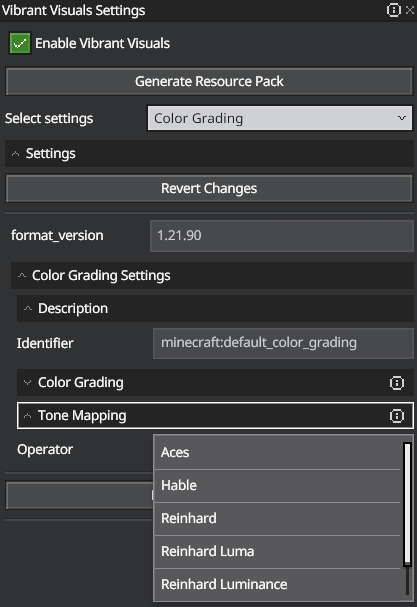 Vibrant Visuals Settings
Enable Vibrant Visuals
Generate Resource Pack
Select settings
Color Grading
Settings
Revert Changes
format_version
1.21.90
Color Grading Settings
Description
Identifier
minecraft:default_color_grading
Color Grading
Tone Mapping
Operator
Aces
Hable
Reinhard
Reinhard Luma
Reinhard Luminance